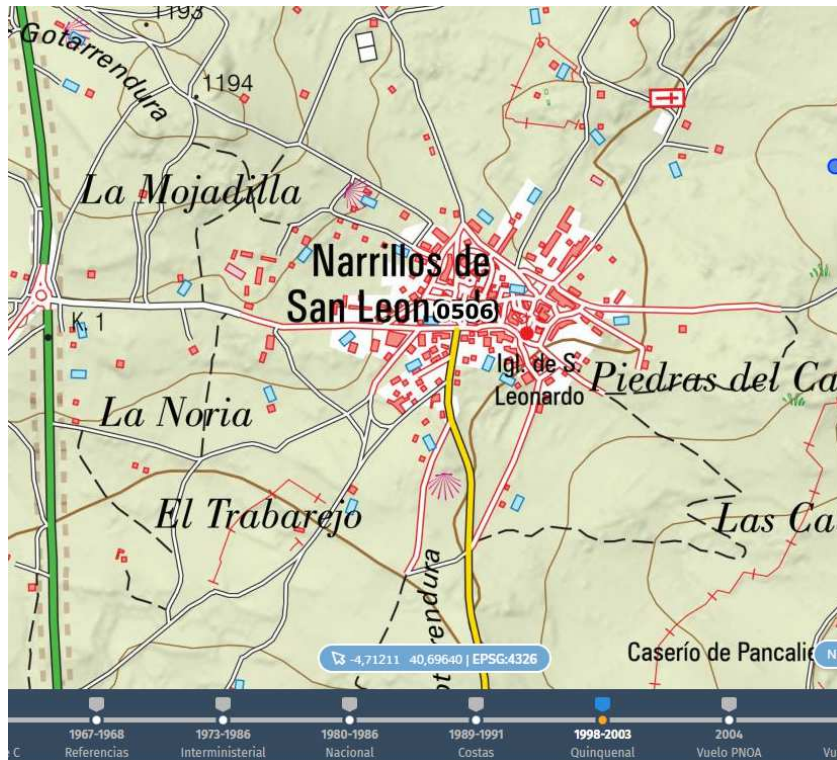 1193
Gotarrendura
1194
La Mojadilla
Narrillos de
San Leon
0506
K. 1
Igl. de S.
Leonardo
Piedras del Ca
La Noria
El Trabarejo
Las Ca
rendura
Caserío de Pancalie
-4,71211 40,69640 | EPSG:4326
N
1967-1968
1973-1986
1980-1986
1989-1991
1998-2003
2004
e C
Referencias
Interministerial
Nacional
Costas
Quinquenal
Vuelo PNOA
Vu